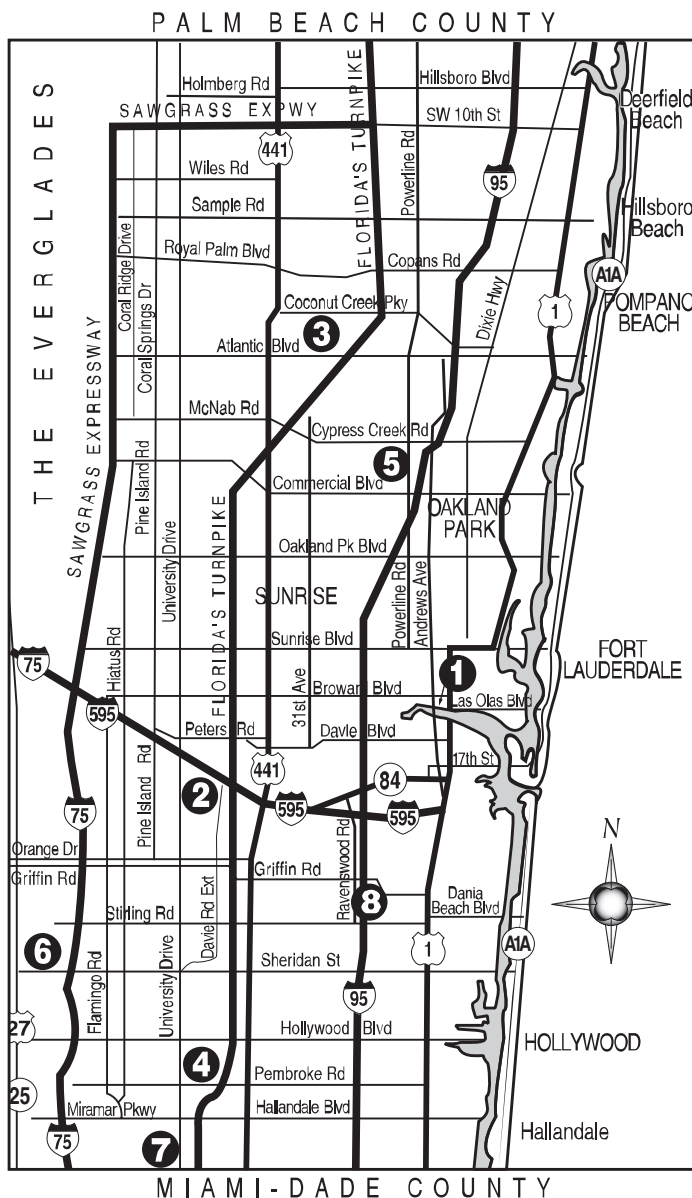 PALM BEACH COUNTY
Holmberg Rd
Hillsboro Blvd
SAWGRASS EXPWY
SW 10th St
Deerfield
Beach
THE EVERGLADES
FLORIDA'S TURNPIKE
Powerline Rd
441
95
Wiles Rd
Sample Rd
Hillsboro
Beach
Royal Palm Blvd
Copans Rd
Coral Ridge Drive
Coral Springs Dr
A1A
POMPANO
BEACH
Coconut Creek Pky
Dixie Hwy
1
3
Atlantic Blvd
SAWGRASS EXPRESSWAY
McNab Rd
Cypress Creek Rd
5
Pine Island Rd
Commercial Blvd
OAKLAND
PARK
University Drive
FLORIDA'S TURNPIKE
Oakland Pk Blvd
SUNRISE
Powerline Rd
Andrews Ave
Sunrise Blvd
FORT
LAUDERDALE
75
Hiatus Rd
31st Ave
1
Broward Blvd
Las Olas Blvd
595
Peters Rd
Davie Blvd
17th St
441
84
2
75
Pine Island Rd
595
595
Orange Dr
Griffin Rd
Griffin Rd
Ravenswood Rd
N
8
Dania
Beach Blvd
Stirling Rd
Davie Rd Ext
6
1
A1A
Sheridan St
Flamingo Rd
University Drive
95
27
Hollywood Blvd
HOLLYWOOD
4
Pembroke Rd
25
Miramar Pkwy
Hallandale Blvd
75
7
Hallandale
MIAMI-DADE COUNTY